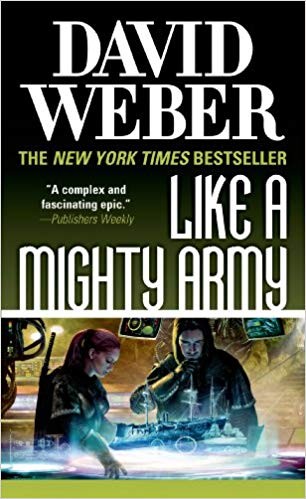 DAVID
WEBER
THE NEW YORK TIMES BESTSELLER
"A complex and
fascinating epic."
—Publishers Weekly
LIKE A
MIGHTY ARMY